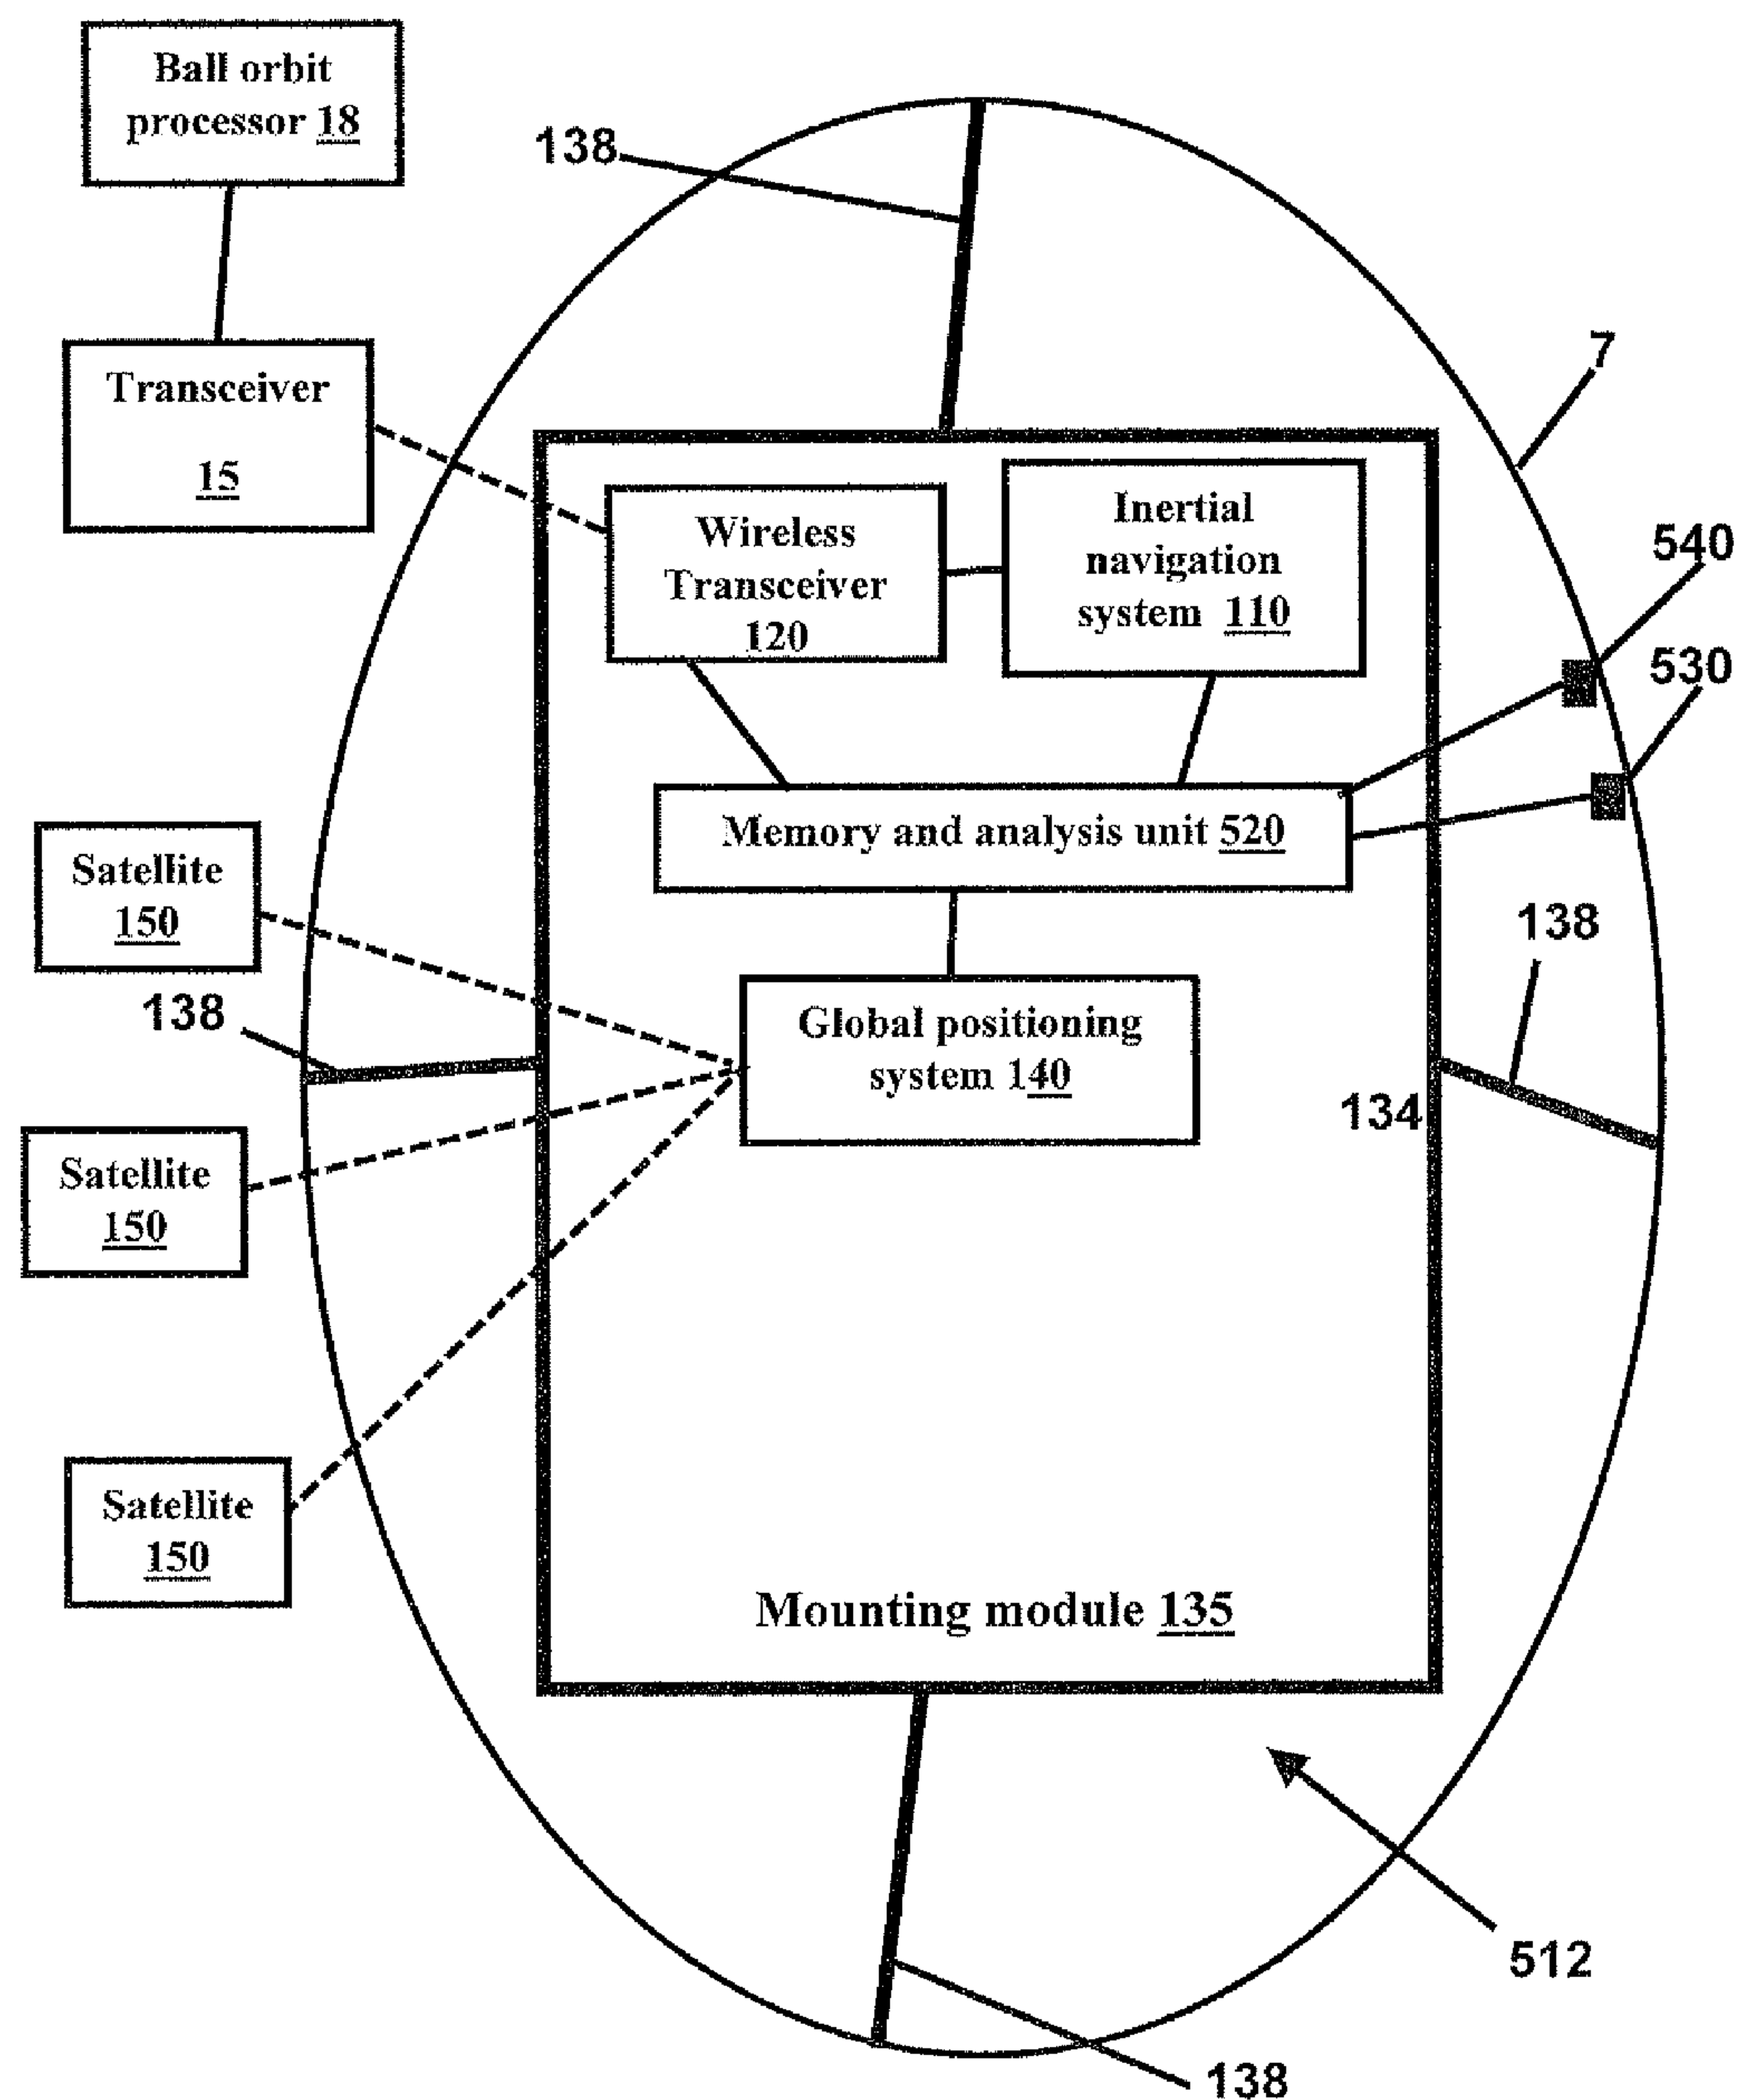 Ball orbit
processor 18
138
7
Transceiver
15
Wireless
Transceiver
120
Inertial
navigation
system 110
540
530
Memory and analysis unit 520
Satellite
150
138
138
Global positioning
system 140
134
Satellite
150
Satellite
150
Mounting module 135
512
138